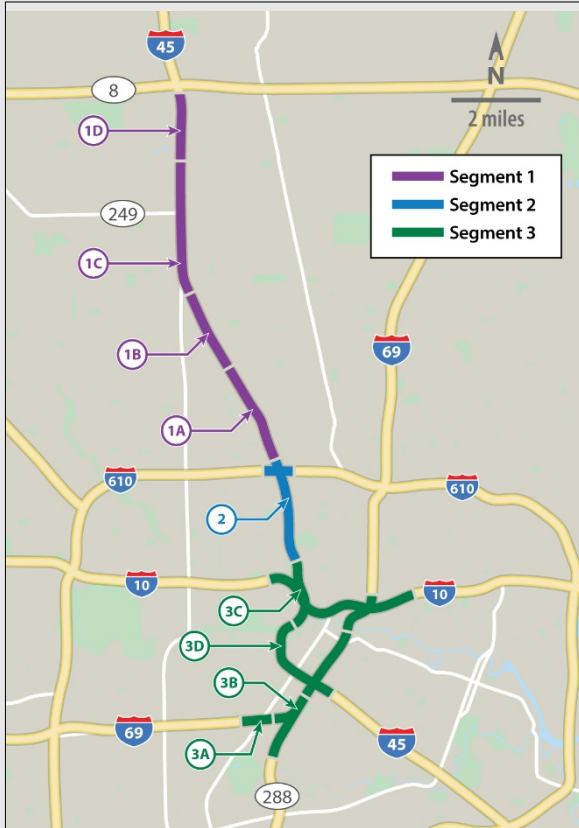 45
N
8
2 miles
1D
Segment 1
Segment 2
Segment 3
249
1C
69
1B
1A
610
610
2
10
10
3C
3D
3B
69
3A
45
288